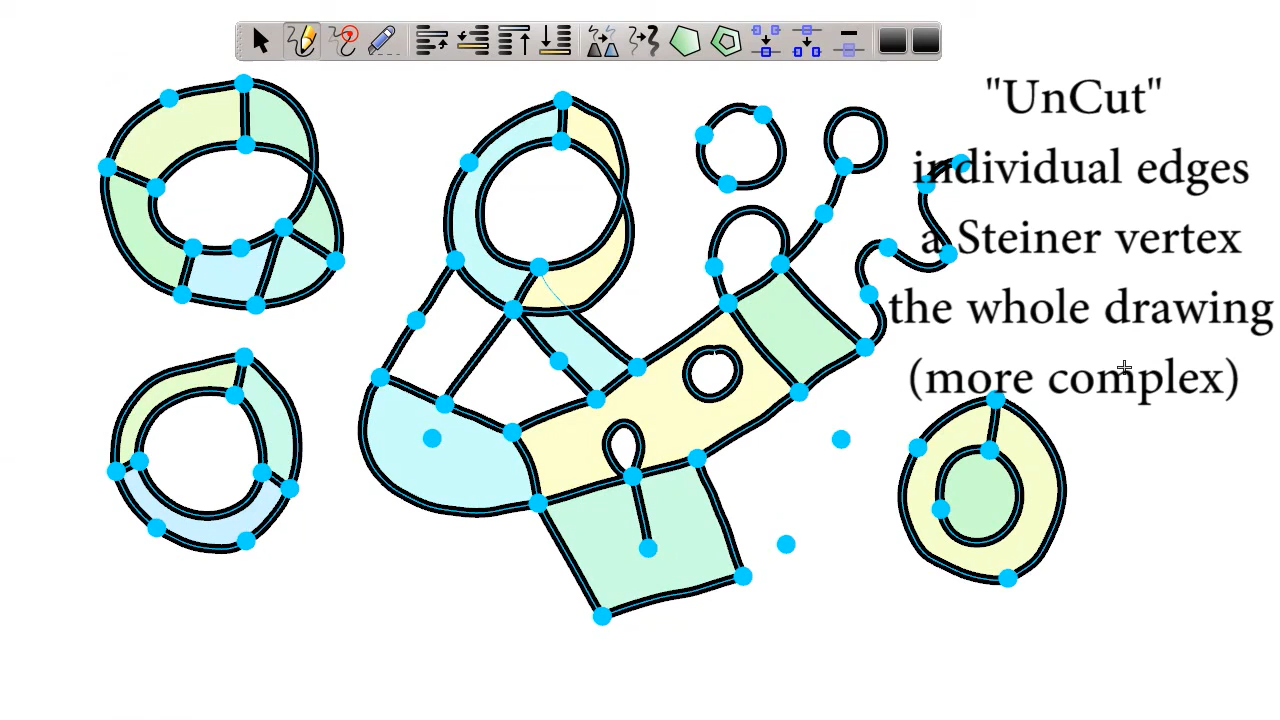 "UnCut"
individual edges
a Steiner vertex
the whole drawing
(more complex)